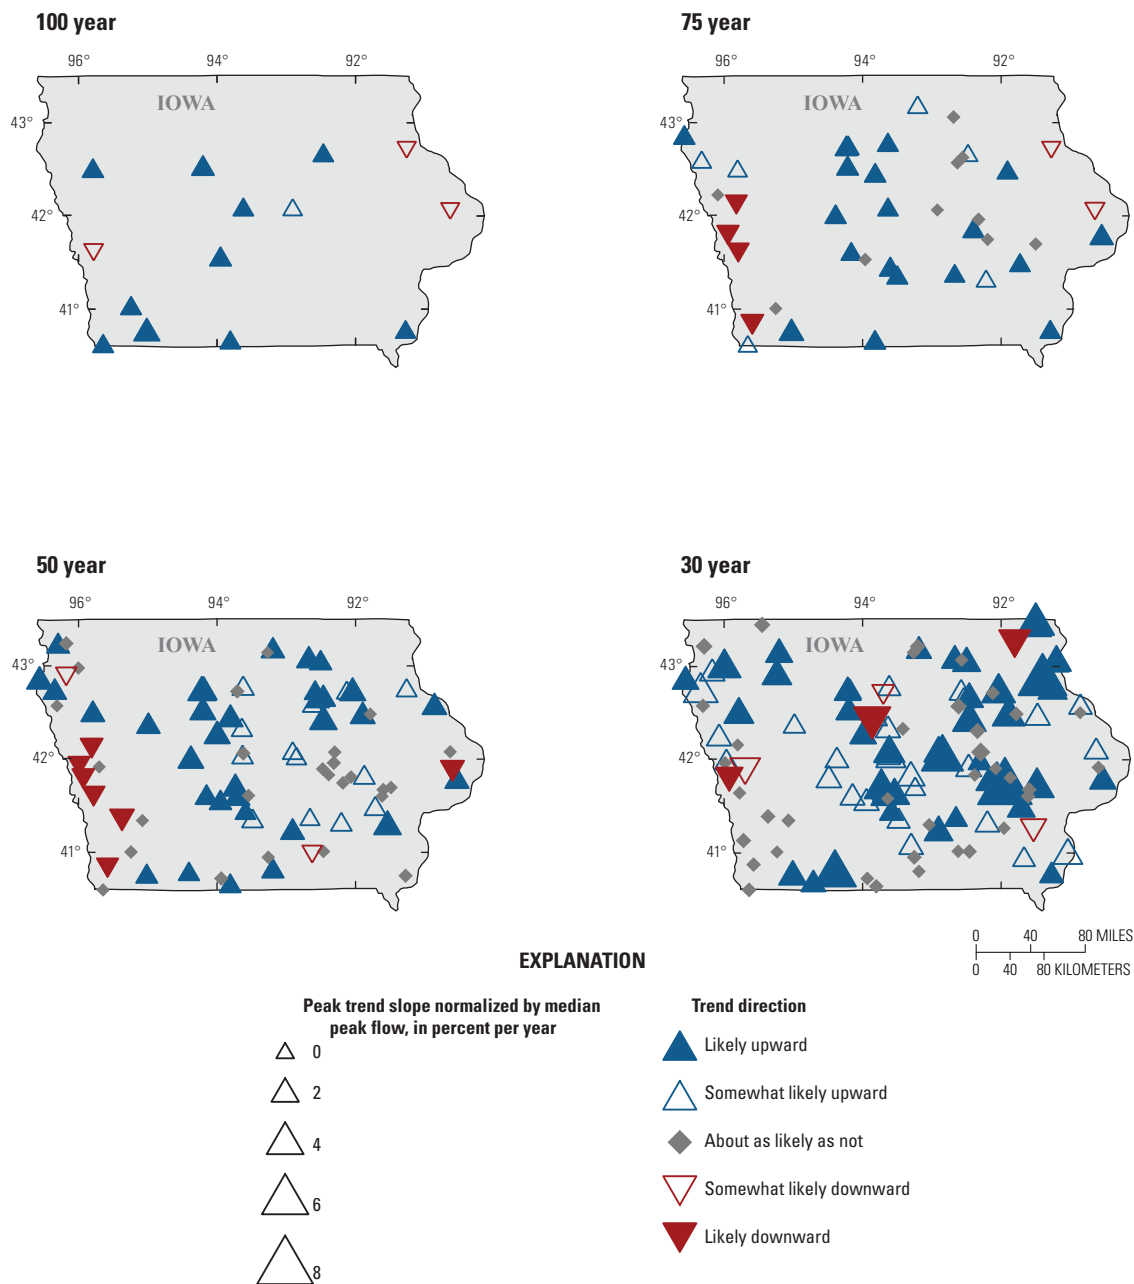 100 year
96°
94°
92°
IOWA
43°
42°
41°
75 year
96°
94°
92°
IOWA
43°
42°
41°
50 year
96°
94°
92°
IOWA
43°
42°
41°
30 year
96°
94°
92°
IOWA
43°
42°
41°
0 40 80 MILES
0 40 80 KILOMETERS
EXPLANATION
Peak trend slope normalized by median
peak flow, in percent per year
0
2
4
6
8
Trend direction
Likely upward
Somewhat likely upward
About as likely as not
Somewhat likely downward
Likely downward